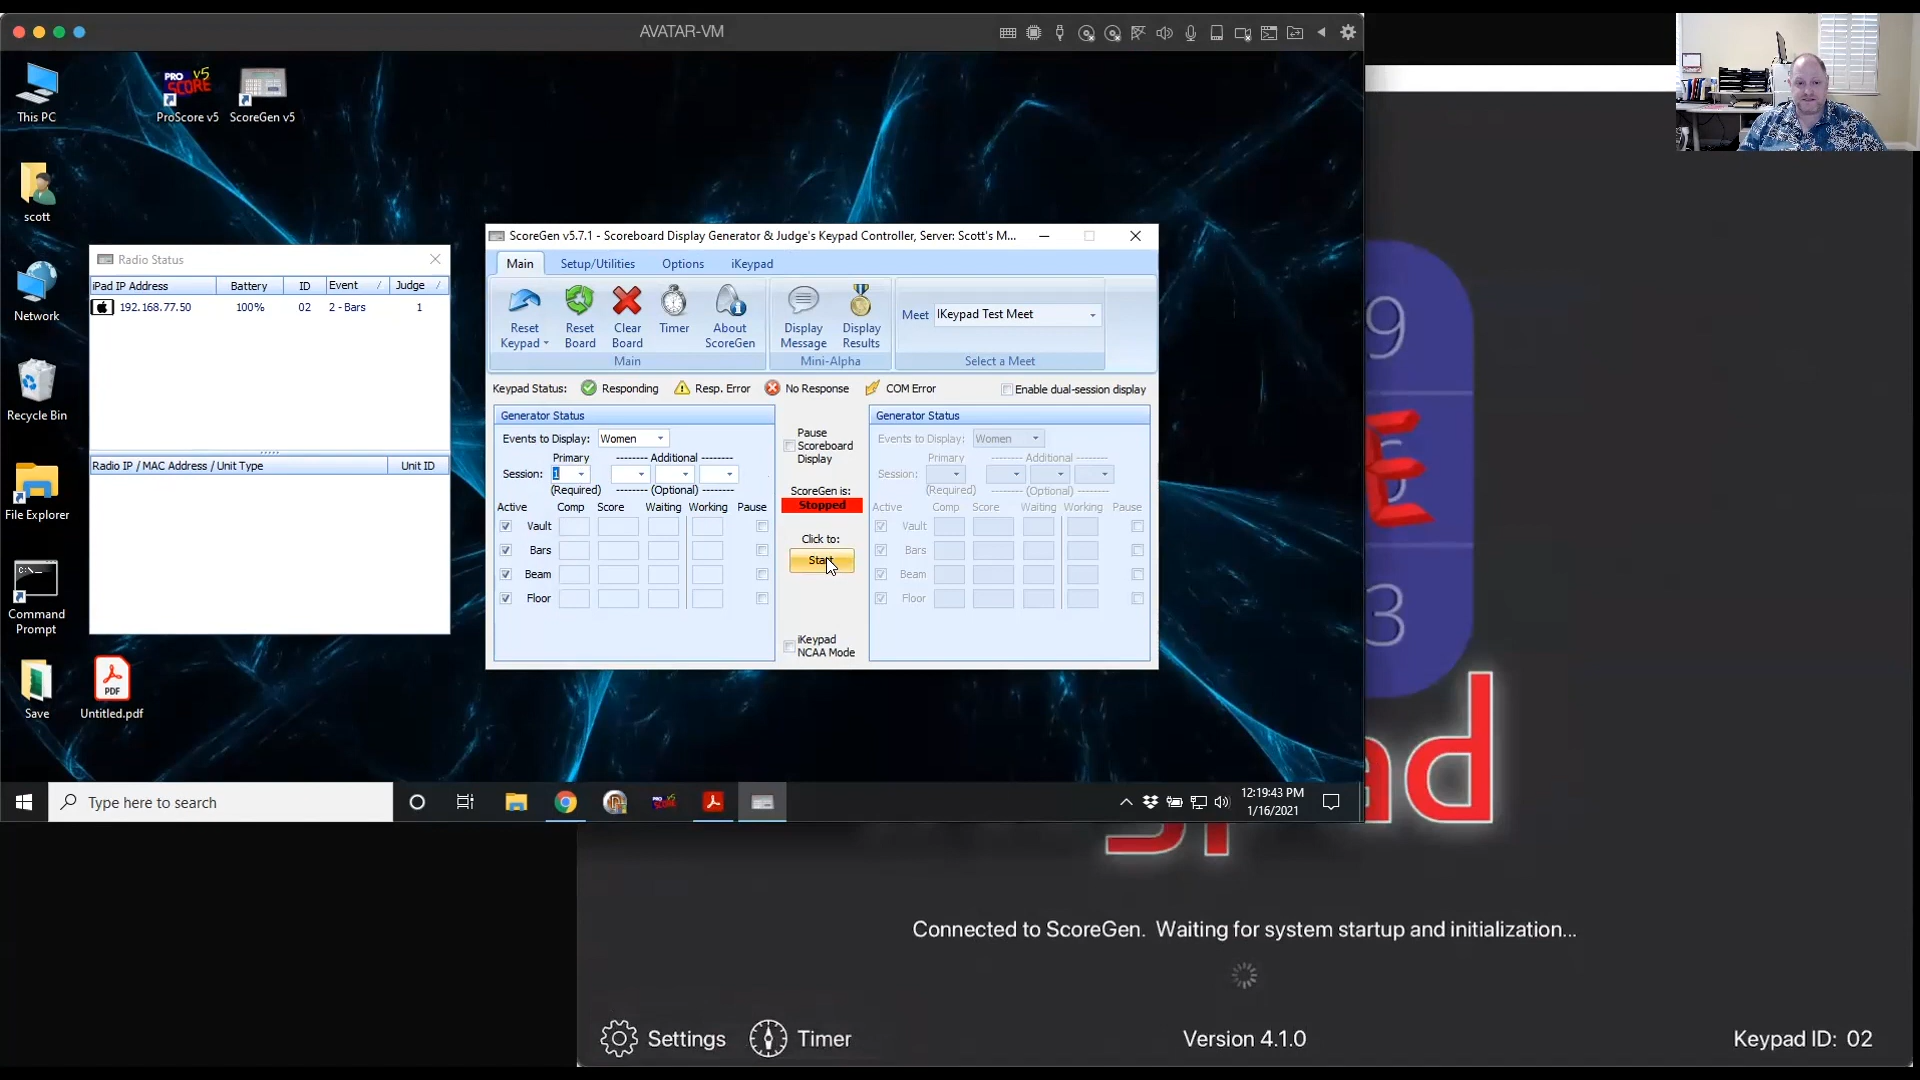 AVATAR-VM
This PC
PRO v5
SCORE
ProScore v5
ScoreGen v5
scott
Network
Recycle Bin
File Explorer
C:\._
Command
Prompt
Save
PDF
Untitled.pdf
Radio Status
iPad IP Address Battery ID Event / Judge /
192.168.77.50 100% 02 2 - Bars 1
Radio IP / MAC Address / Unit Type Unit ID
ScoreGen v5.7.1 - Scoreboard Display Generator & Judge's Keypad Controller, Server: Scott's M...
Main Setup/Utilities Options iKeypad
Reset
Keypad
Reset
Board
Clear
Board
Timer
About
ScoreGen
Main
Display
Message
Display
Results
Mini-Alpha
Meet IKeypad Test Meet
Select a Meet
Keypad Status: Responding Resp. Error No Response COM Error Enable dual-session display
Generator Status
Events to Display: Women
Primary -------- Additional --------
Session: 1
(Required) -------- (Optional) --------
Active Comp Score Waiting Working Pause
Vault
Bars
Beam
Floor
Pause
Scoreboard
Display
ScoreGen is:
Stopped
Click to:
Start
iKeypad
NCAA Mode
Generator Status
Events to Display: Women
Primary -------- Additional --------
Session:
(Required) -------- (Optional) --------
Active Comp Score Waiting Working Pause
Vault
Bars
Beam
Floor
9
E
3
ad
Type here to search
PRO v5
SCORE
12:19:43 PM
1/16/2021
Connected to ScoreGen. Waiting for system startup and initialization...
Settings Timer Version 4.1.0 Keypad ID: 02